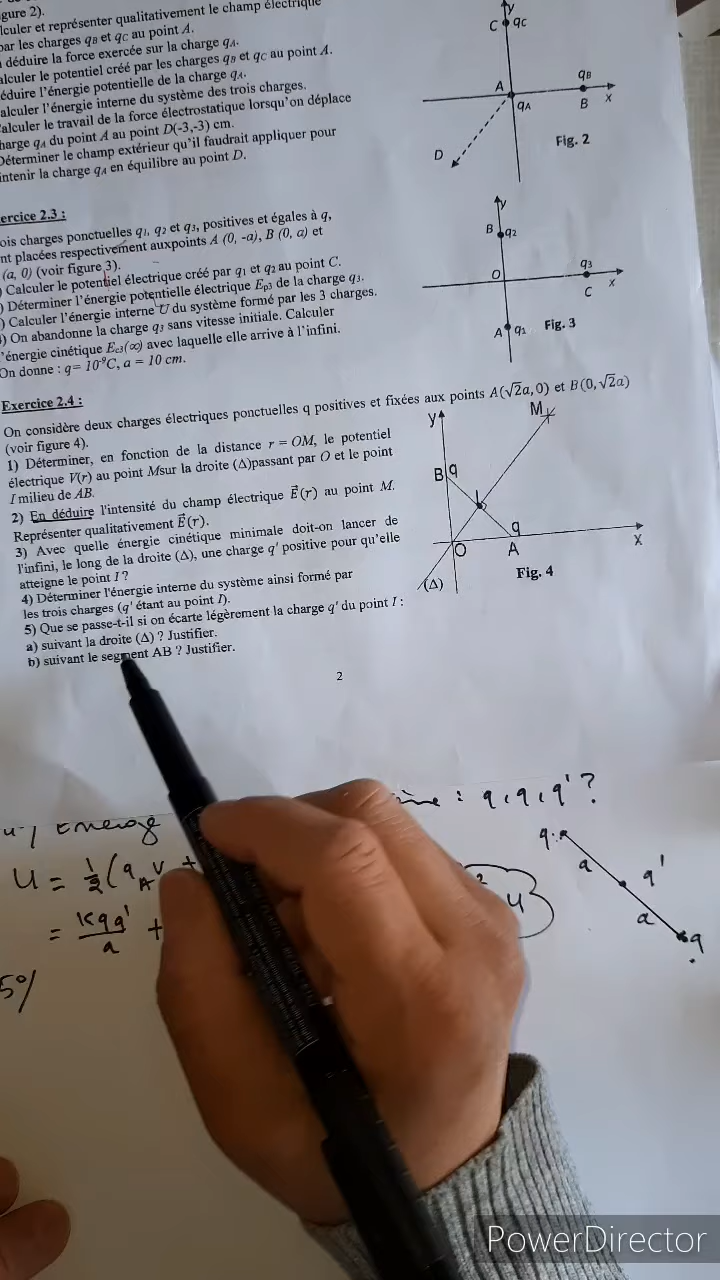 gure 2).
lculer et représenter qualitativement le champ électrique
par les charges qB et qC au point A.
déduire la force exercée sur la charge qA.
alculer le potentiel créé par les charges qB et qC au point A.
éduire l'énergie potentielle de la charge qA.
alculer l'énergie interne du système des trois charges.
alculer le travail de la force électrostatique lorsqu'on déplace
harge qA du point A au point D(-3,-3) cm.
Déterminer le champ extérieur qu'il faudrait appliquer pour
intenir la charge qA en équilibre au point D.
y
C qC
A qB
qA B x
D
Fig. 2
ercice 2.3 :
ois charges ponctuelles q1, q2 et q3, positives et égales à q,
nt placées respectivement auxpoints A (0, -a), B (0, a) et
(a, 0) (voir figure 3).
) Calculer le potentiel électrique créé par q1 et q2 au point C.
) Déterminer l'énergie potentielle électrique Ep3 de la charge q3.
) Calculer l'énergie interne U du système formé par les 3 charges.
) On abandonne la charge q3 sans vitesse initiale. Calculer
'énergie cinétique Ec3(∞) avec laquelle elle arrive à l'infini.
On donne : q= 10⁻⁹C, a = 10 cm.
y
B q2
O q3
C x
A q1 Fig. 3
Exercice 2.4 :
On considère deux charges électriques ponctuelles q positives et fixées aux points A(√2a, 0) et B(0, √2a)
(voir figure 4).
1) Déterminer, en fonction de la distance r = OM, le potentiel
électrique V(r) au point Msur la droite (Δ)passant par O et le point
I milieu de AB.
2) En déduire l'intensité du champ électrique E⃗(r) au point M.
Représenter qualitativement E⃗(r).
3) Avec quelle énergie cinétique minimale doit-on lancer de
l'infini, le long de la droite (Δ), une charge q' positive pour qu'elle
atteigne le point I ?
4) Déterminer l'énergie interne du système ainsi formé par
les trois charges (q' étant au point I).
5) Que se passe-t-il si on écarte légèrement la charge q' du point I :
a) suivant la droite (Δ) ? Justifier.
b) suivant le segment AB ? Justifier.
y M
B q
I
q
O A x
(Δ)
Fig. 4
2
4) Energ : q, q, q' ?
U = 1/2 (qA V +
= Kqq'/a +
4
q
a
q'
a
q
5°/
PowerDirector